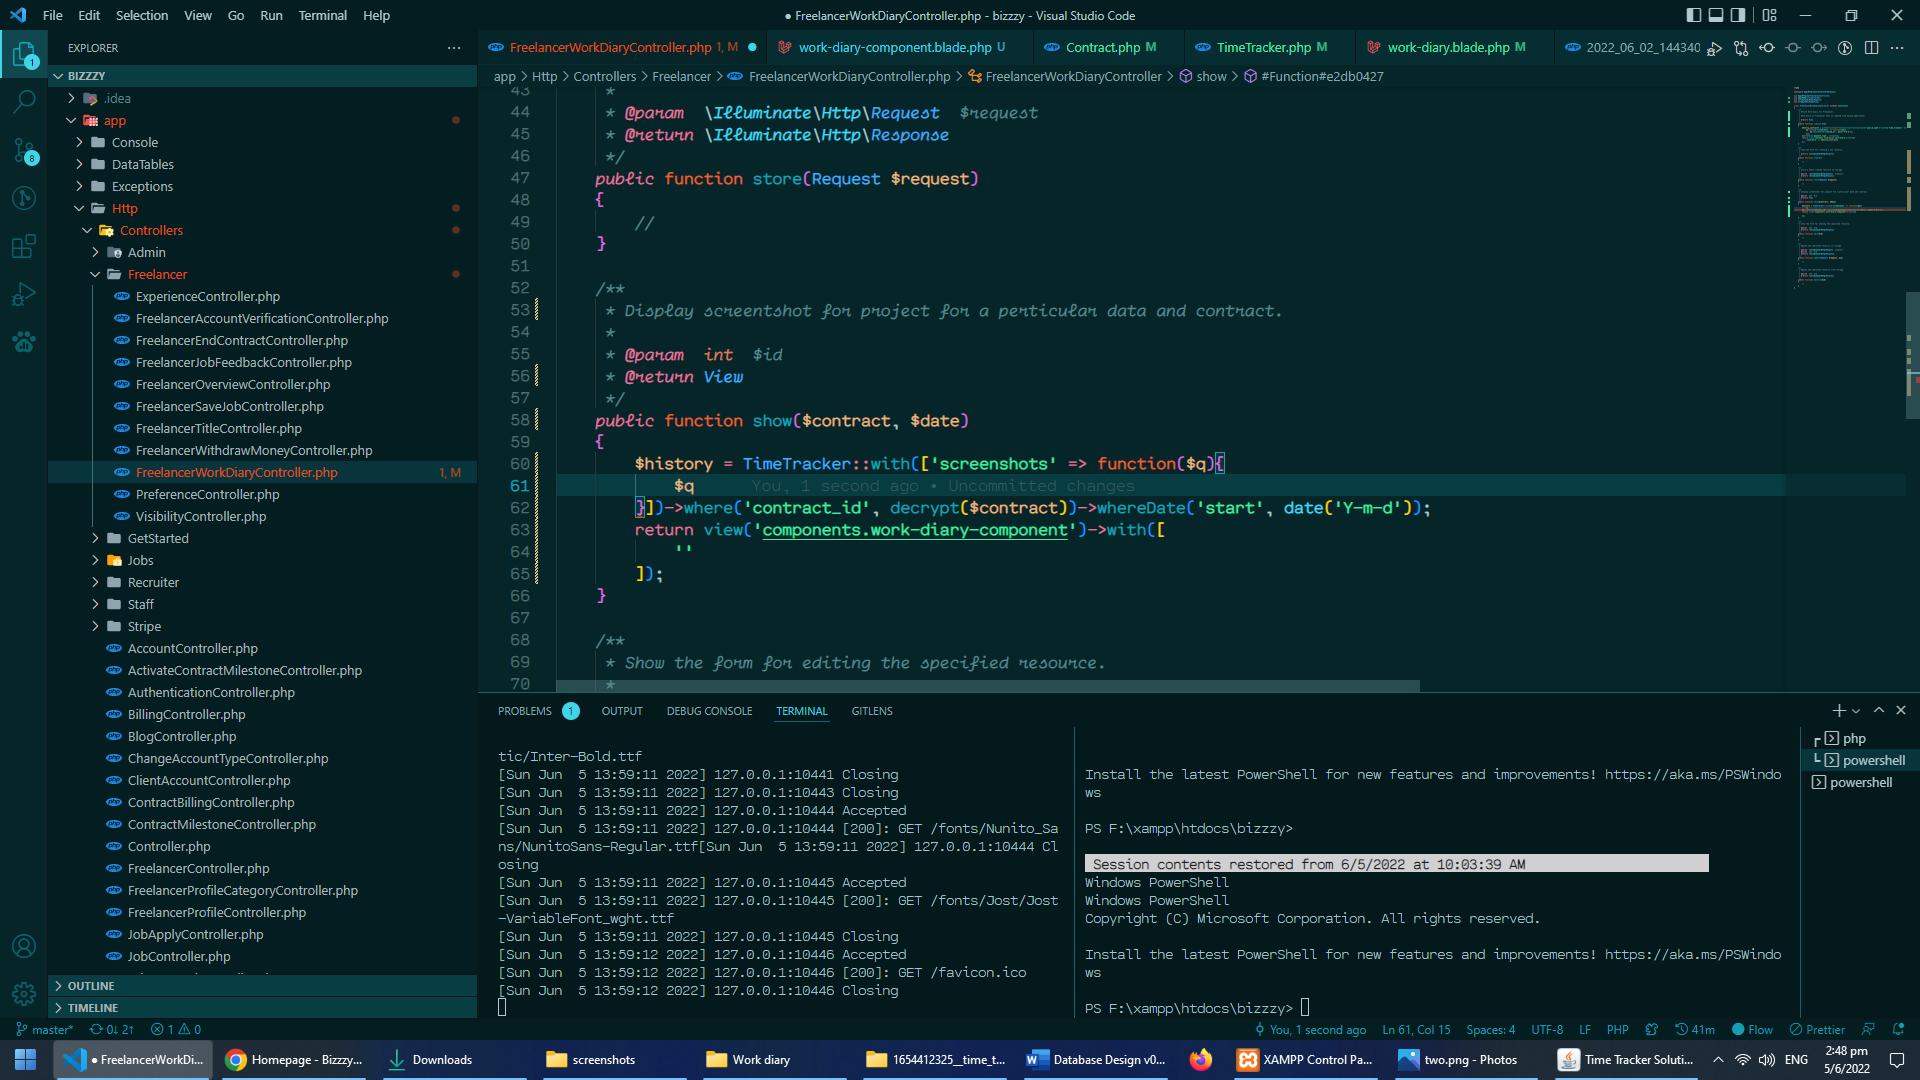 File Edit Selection View Go Run Terminal Help
● FreelancerWorkDiaryController.php - bizzzy - Visual Studio Code
EXPLORER
BIZZZY
.idea
app
Console
DataTables
Exceptions
Http
Controllers
Admin
Freelancer
ExperienceController.php
FreelancerAccountVerificationController.php
FreelancerEndContractController.php
FreelancerJobFeedbackController.php
FreelancerOverviewController.php
FreelancerSaveJobController.php
FreelancerTitleController.php
FreelancerWithdrawMoneyController.php
FreelancerWorkDiaryController.php 1, M
PreferenceController.php
VisibilityController.php
GetStarted
Jobs
Recruiter
Staff
Stripe
AccountController.php
ActivateContractMilestoneController.php
AuthenticationController.php
BillingController.php
BlogController.php
ChangeAccountTypeController.php
ClientAccountController.php
ContractBillingController.php
ContractMilestoneController.php
Controller.php
FreelancerController.php
FreelancerProfileCategoryController.php
FreelancerProfileController.php
JobApplyController.php
JobController.php
OUTLINE
TIMELINE
1
8
FreelancerWorkDiaryController.php 1, M ● work-diary-component.blade.php U Contract.php M TimeTracker.php M work-diary.blade.php M 2022_06_02_144340
app > Http > Controllers > Freelancer > FreelancerWorkDiaryController.php > FreelancerWorkDiaryController > show > #Function#e2db0427
43 *
44 * @param \Illuminate\Http\Request $request
45 * @return \Illuminate\Http\Response
46 */
47 public function store(Request $request)
48 {
49 //
50 }
51
52 /**
53 * Display screentshot for project for a perticular data and contract.
54 *
55 * @param int $id
56 * @return View
57 */
58 public function show($contract, $date)
59 {
60 $history = TimeTracker::with(['screenshots' => function($q){
61 $q You, 1 second ago • Uncommitted changes
62 }])->where('contract_id', decrypt($contract))->whereDate('start', date('Y-m-d'));
63 return view('components.work-diary-component')->with([
64 ''
65 ]);
66 }
67
68 /**
69 * Show the form for editing the specified resource.
70 *
PROBLEMS 1 OUTPUT DEBUG CONSOLE TERMINAL GITLENS
tic/Inter-Bold.ttf
[Sun Jun 5 13:59:11 2022] 127.0.0.1:10441 Closing
[Sun Jun 5 13:59:11 2022] 127.0.0.1:10443 Closing
[Sun Jun 5 13:59:11 2022] 127.0.0.1:10444 Accepted
[Sun Jun 5 13:59:11 2022] 127.0.0.1:10444 [200]: GET /fonts/Nunito_Sa
ns/NunitoSans-Regular.ttf[Sun Jun 5 13:59:11 2022] 127.0.0.1:10444 Cl
osing
[Sun Jun 5 13:59:11 2022] 127.0.0.1:10445 Accepted
[Sun Jun 5 13:59:11 2022] 127.0.0.1:10445 [200]: GET /fonts/Jost/Jost
-VariableFont_wght.ttf
[Sun Jun 5 13:59:11 2022] 127.0.0.1:10445 Closing
[Sun Jun 5 13:59:12 2022] 127.0.0.1:10446 Accepted
[Sun Jun 5 13:59:12 2022] 127.0.0.1:10446 [200]: GET /favicon.ico
[Sun Jun 5 13:59:12 2022] 127.0.0.1:10446 Closing
Install the latest PowerShell for new features and improvements! https://aka.ms/PSWindo
ws
PS F:\xampp\htdocs\bizzzy>
Session contents restored from 6/5/2022 at 10:03:39 AM
Windows PowerShell
Windows PowerShell
Copyright (C) Microsoft Corporation. All rights reserved.
Install the latest PowerShell for new features and improvements! https://aka.ms/PSWindo
ws
PS F:\xampp\htdocs\bizzzy>
php
powershell
powershell
master* 0↓ 2↑ 1 0 You, 1 second ago Ln 61, Col 15 Spaces: 4 UTF-8 LF PHP 41m Flow Prettier
● FreelancerWorkDi... Homepage - Bizzzy... Downloads screenshots Work diary 1654412325__time_t... Database Design v0... XAMPP Control Pa... two.png - Photos Time Tracker Soluti... ENG
2:48 pm
5/6/2022